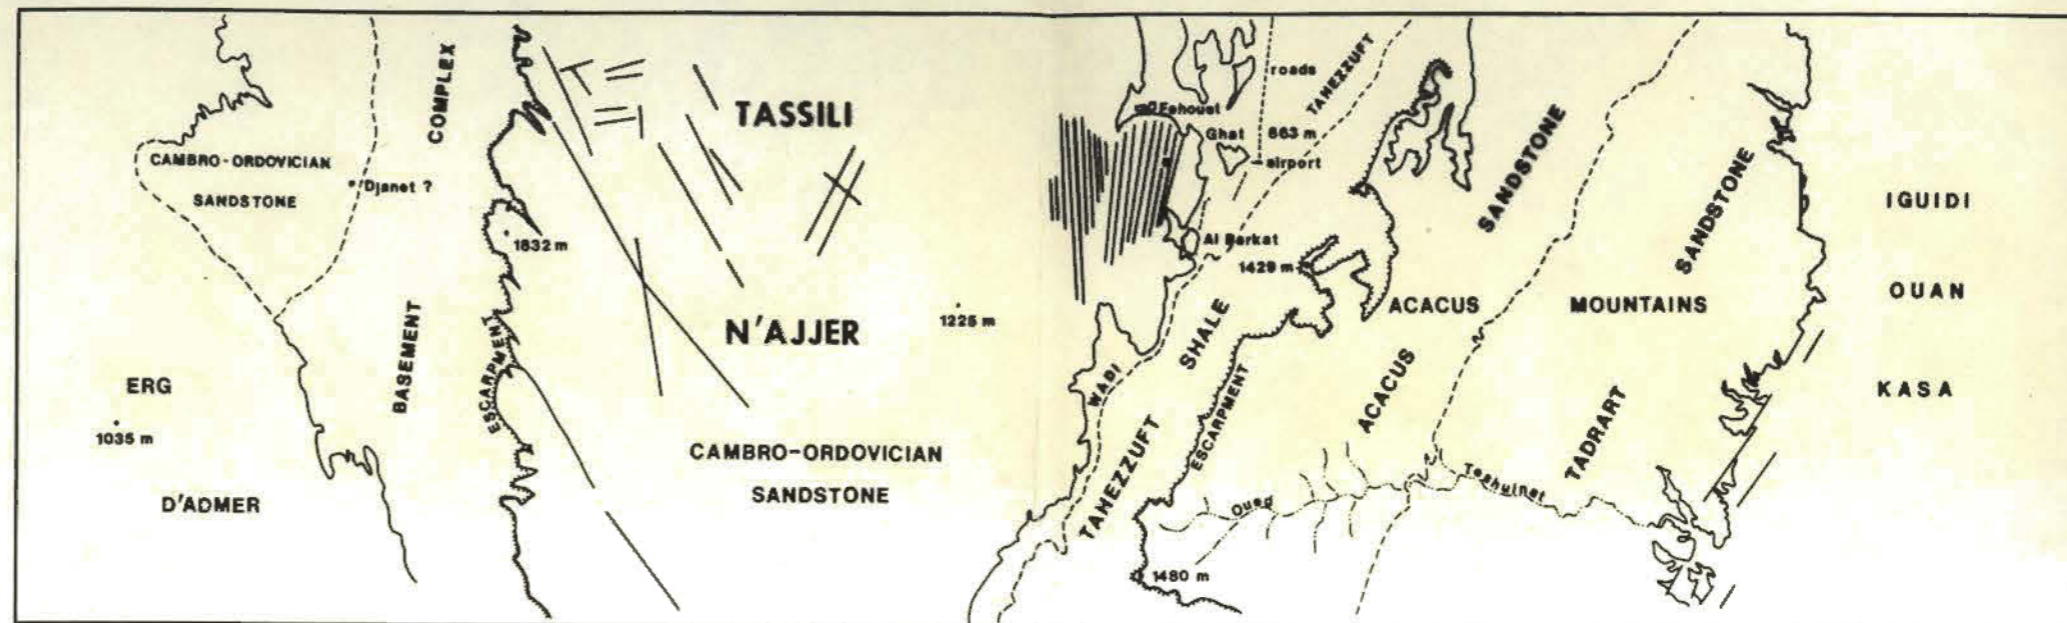 COMPLEX
TASSILI
CAMBRO-ORDOVICIAN
SANDSTONE
Djanet ?
1832 m
ESCARPMENT
BASEMENT
N'AJJER
1225 m
ERG
1035 m
D'ADMER
CAMBRO-ORDOVICIAN
SANDSTONE
roads
TANEZZUFT
Fehoust
Ghat
663 m
airport
Al Barkat
1429 m
SANDSTONE
SANDSTONE
IGUIDI
OUAN
KASA
ACACUS
MOUNTAINS
SHALE
WADI
ESCARPMENT
ACACUS
TADRART
TANEZZUFT
Oued
1480 m